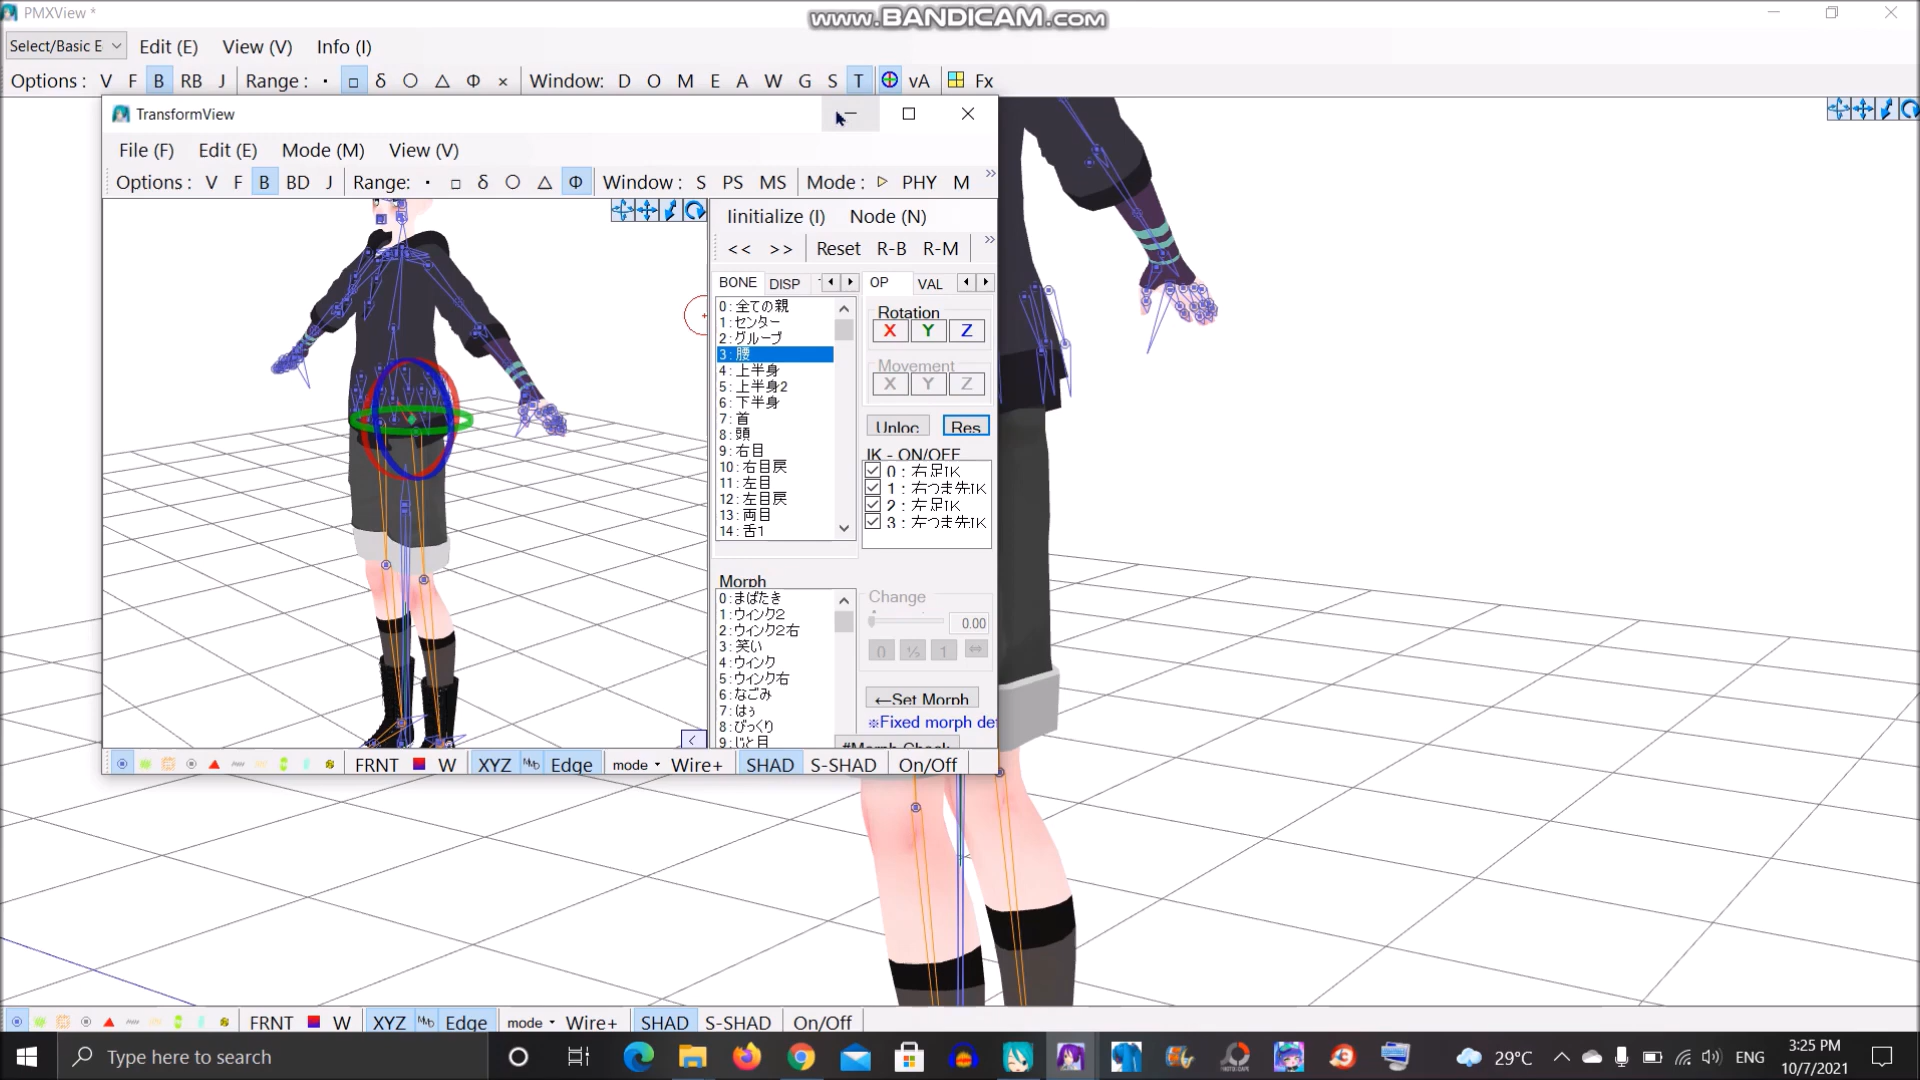 PMXView *
www.BANDICAM.com
Select/Basic E
Edit (E)
View (V)
Info (I)
Options : V F B RB J
Range : · □ δ ○ △ Φ ×
Window: D O M E A W G S T
vA
Fx
TransformView
File (F)
Edit (E)
Mode (M)
View (V)
Options : V F B BD J
Range: · □ δ ○ △ Φ
Window : S PS MS
Mode : ▷ PHY M
»
Iinitialize (I)
Node (N)
<< >> Reset R-B R-M
»
BONE DISP
OP VAL
0 : 全ての親
1 : センター
2 : グルーブ
3 : 腰
4 : 上半身
5 : 上半身2
6 : 下半身
7 : 首
8 : 頭
9 : 右目
10 : 右目戻
11 : 左目
12 : 左目戻
13 : 両目
14 : 舌1
Rotation
X Y Z
Movement
X Y Z
Unloc Res
IK - ON/OFF
0 : 右足IK
1 : 右つま先IK
2 : 左足IK
3 : 左つま先IK
Morph
0 : まばたき
1 : ウィンク2
2 : ウィンク2右
3 : 笑い
4 : ウィンク
5 : ウィンク右
6 : なごみ
7 : はぅ
8 : びっくり
9 : じと目
Change
0.00
0 ½ 1 ⇔
←Set Morph
※Fixed morph def
#Morph Check
<
FRNT W XYZ Edge mode Wire+ SHAD S-SHAD On/Off
FRNT W XYZ Edge mode Wire+ SHAD S-SHAD On/Off
Type here to search
29°C
ENG
3:25 PM
10/7/2021